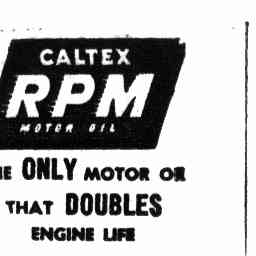 CALTEX
RPM
MOTOR OIL
ONLY MOTOR
THAT DOUBLES
ENGINE LIFE